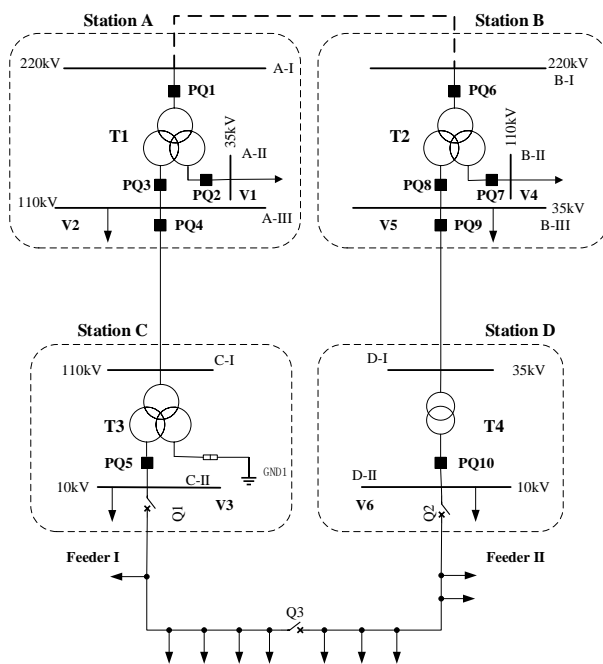 Station A
Station B
220kV
A-I
220kV
B-I
PQ1
PQ6
T1
35kV
T2
110kV
A-II
B-II
PQ3
PQ2
V1
PQ8
PQ7
V4
110kV
A-III
35kV
V2
PQ4
V5
PQ9
B-III
Station C
Station D
C-I
D-I
110kV
35kV
T3
T4
PQ5
GND1
PQ10
C-II
D-II
10kV
V3
V6
10kV
Q1
Q2
Feeder I
Feeder II
Q3